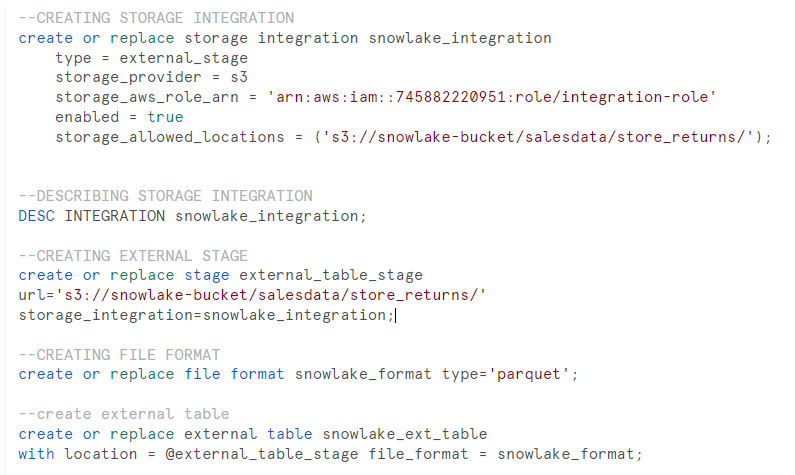 --CREATING STORAGE INTEGRATION
create or replace storage integration snowlake_integration
    type = external_stage
    storage_provider = s3
    storage_aws_role_arn = 'arn:aws:iam::745882220951:role/integration-role'
    enabled = true
    storage_allowed_locations = ('s3://snowlake-bucket/salesdata/store_returns/');
--DESCRIBING STORAGE INTEGRATION
DESC INTEGRATION snowlake_integration;
--CREATING EXTERNAL STAGE
create or replace stage external_table_stage
url='s3://snowlake-bucket/salesdata/store_returns/'
storage_integration=snowlake_integration;
--CREATING FILE FORMAT
create or replace file format snowlake_format type='parquet';
--create external table
create or replace external table snowlake_ext_table
with location = @external_table_stage file_format = snowlake_format;